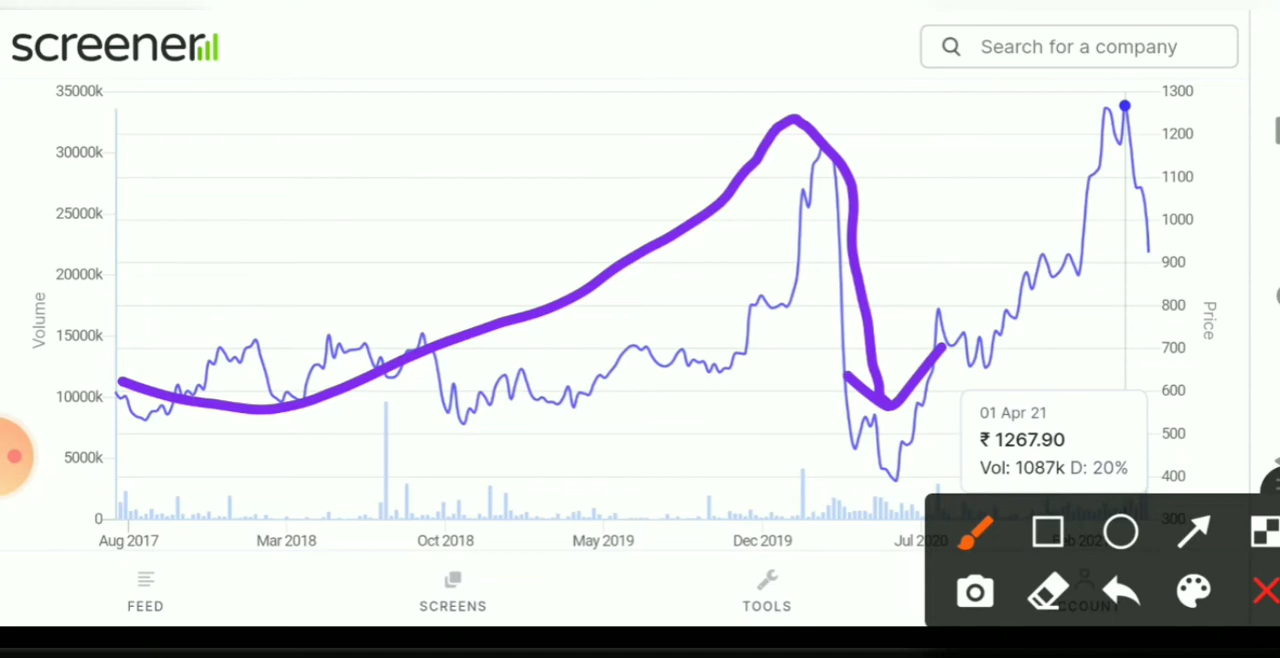 screener
Search for a company
35000k
30000k
25000k
20000k
15000k
10000k
5000k
0
Volume
1300
1200
1100
1000
900
800
700
600
500
400
300
Price
01 Apr 21
₹ 1267.90
Vol: 1087k D: 20%
Aug 2017 Mar 2018 Oct 2018 May 2019 Dec 2019 Jul 2020
FEED SCREENS TOOLS